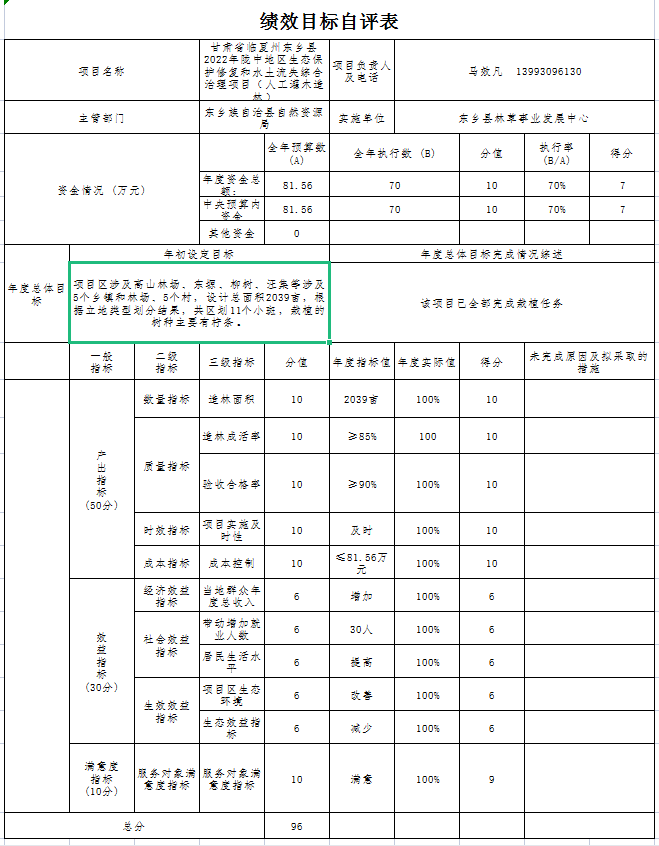 绩效目标自评表
项目名称
甘肃省临夏州东乡县
2022年陇中地区生态保
护修复和水土流失综合
治理项目（人工灌木造
林）
项目负责人
及电话
马效凡 13993096130
主管部门
东乡族自治县自然资源
局
实施单位
东乡县林草事业发展中心
资金情况（万元）
全年预算数
(A)
全年执行数（B）
分值
执行率
(B/A)
得分
年度资金总
额：
81.56
70
10
70%
7
中央预算内
资金
81.56
70
10
70%
7
其他资金
0
年度总体目
标
年初设定目标
年度总体目标完成情况综述
项目区涉及高山林场、东塬、柳树、汪集等涉及
5个乡镇和林场、5个村，设计总面积2039亩，根
据立地类型划分结果，共区划11个小班，栽植的
树种主要有柠条。
该项目已全部完成栽植任务
一般
指标
二级
指标
三级指标
分值
年度指标值
年度实际值
得分
未完成原因及拟采取的
措施
产
出
指
标
(50分)
数量指标
造林面积
10
2039亩
100%
10
质量指标
造林成活率
10
≥85%
100
10
验收合格率
10
≥90%
100%
10
时效指标
项目实施及
时性
10
及时
100%
10
成本指标
成本控制
10
≤81.56万
元
100%
10
效
益
指
标
(30分)
经济效益
指标
当地群众年
度总收入
6
增加
100%
6
社会效益
指标
带动增加就
业人数
6
30人
100%
6
居民生活水
平
6
提高
100%
6
生效效益
指标
项目区生态
环境
6
改善
100%
6
生态效益指
标
6
减少
100%
6
满意度
指标
(10分)
服务对象满
意度指标
服务对象满
意度指标
10
满意
100%
9
总分
96